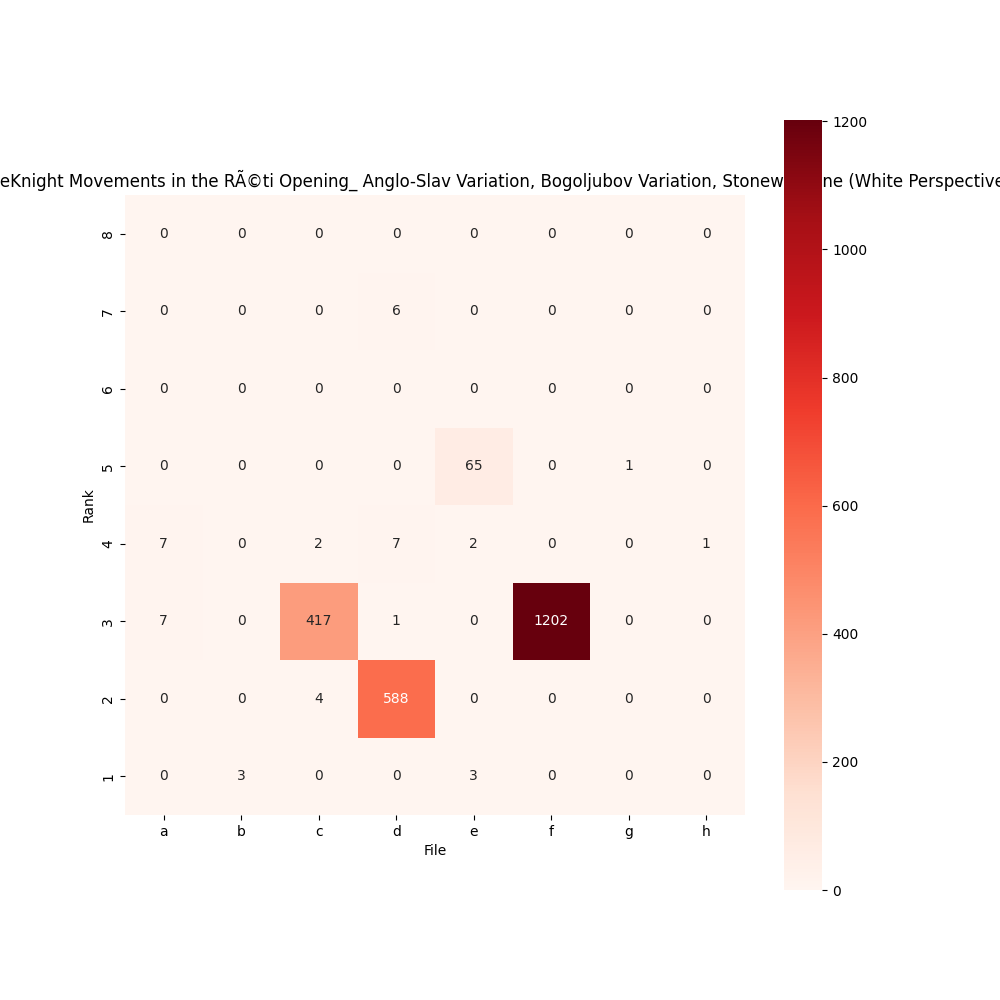 Knight Movements in the RÃ©ti Opening_ Anglo-Slav Variation, Bogoljubov Variation, (White Perspective
8 0 0 0 0 0 0 0 0
7 0 0 0 6 0 0 0 0
6 0 0 0 0 0 0 0 0
5 0 0 0 0 65 0 1 0
4 7 0 2 7 2 0 0 1
3 7 0 417 1 0 1202 0 0
2 0 0 4 588 0 0 0 0
1 0 3 0 0 3 0 0 0
a b c d e f g h
File
Rank
1200
1000
800
600
400
200
0